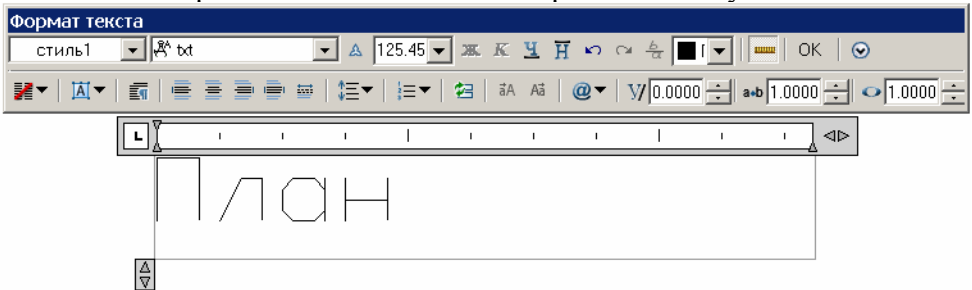 Формат текста
стиль1 txt 125.45 Ж К Ч Н OK
@ 0.0000 a•b 1.0000 1.0000
L
План